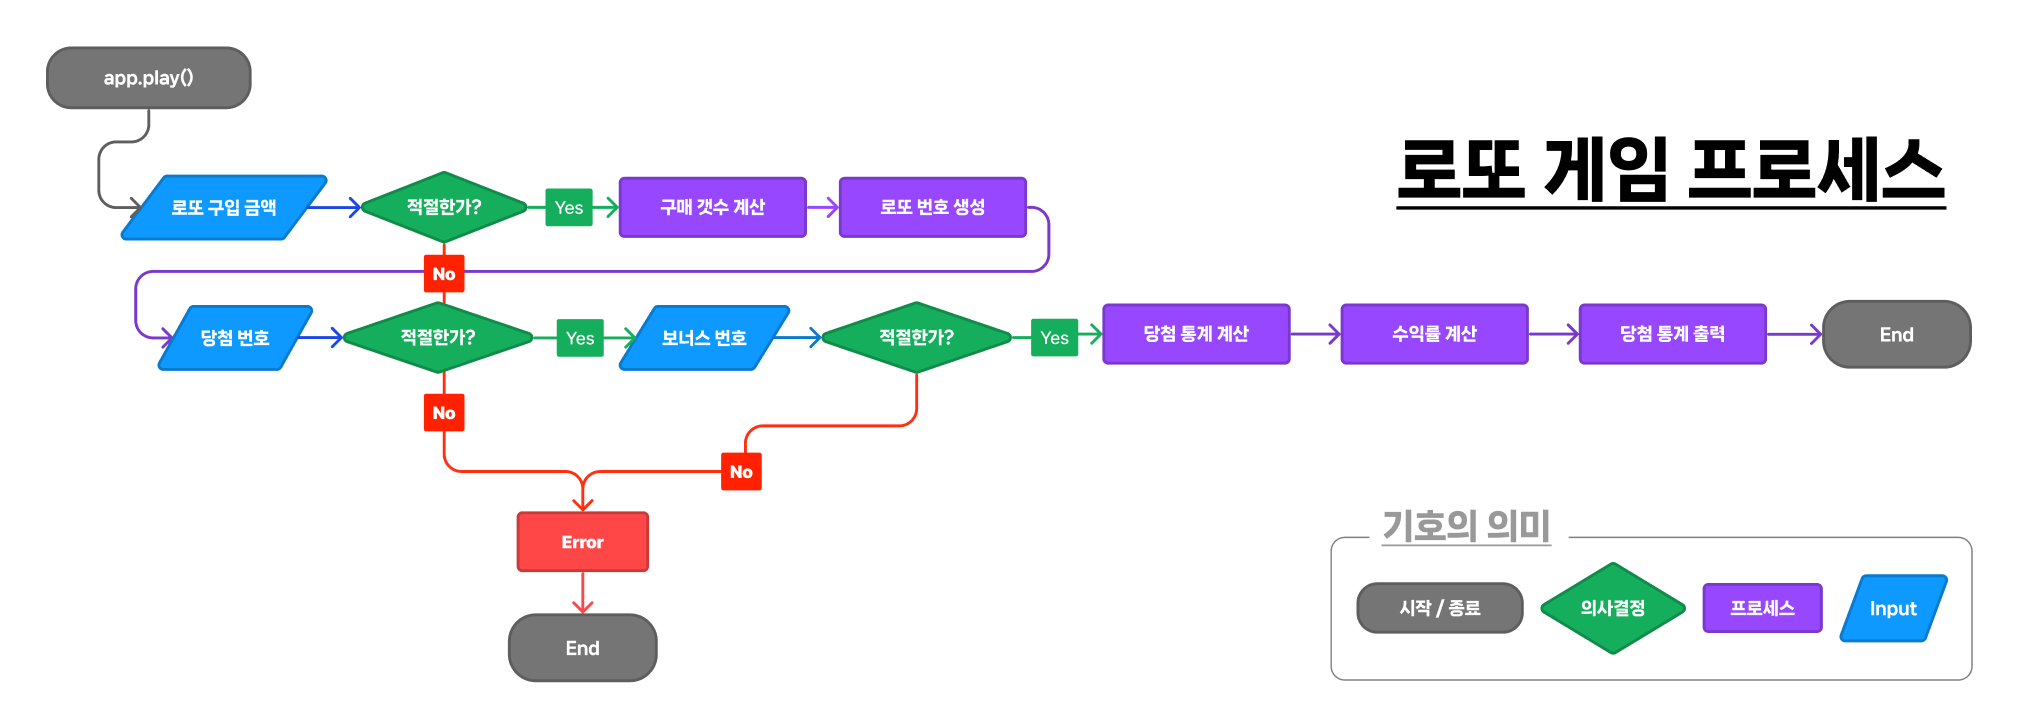 app.play()
로또 게임 프로세스
로또 구입 금액
적절한가?
Yes
구매 갯수 계산
로또 번호 생성
No
당첨 번호
적절한가?
Yes
보너스 번호
적절한가?
Yes
당첨 통계 계산
수익률 계산
당첨 통계 출력
End
No
No
Error
End
기호의 의미
시작 / 종료
의사결정
프로세스
Input